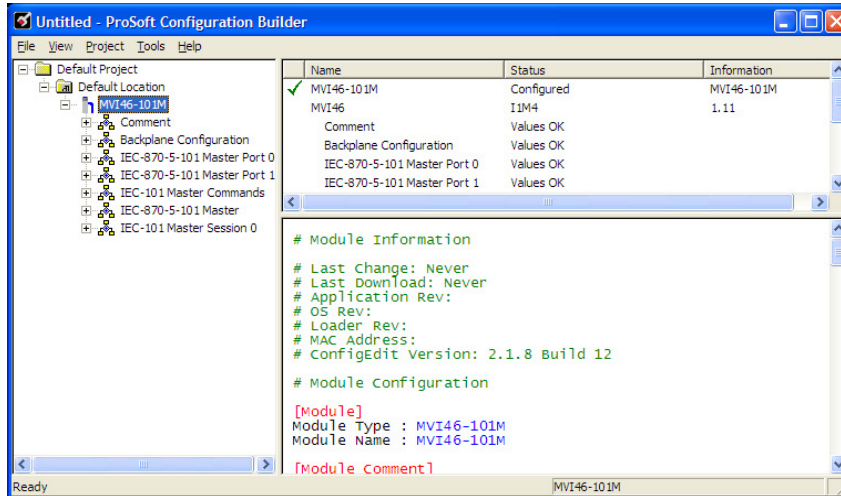 Untitled - ProSoft Configuration Builder
File View Project Tools Help
Default Project
Default Location
MVI46-101M
Comment
Backplane Configuration
IEC-870-5-101 Master Port 0
IEC-870-5-101 Master Port 1
IEC-101 Master Commands
IEC-870-5-101 Master
IEC-101 Master Session 0
Name Status Information
MVI46-101M Configured MVI46-101M
MVI46 I1M4 1.11
Comment Values OK
Backplane Configuration Values OK
IEC-870-5-101 Master Port 0 Values OK
IEC-870-5-101 Master Port 1 Values OK
# Module Information
# Last Change: Never
# Last Download: Never
# Application Rev:
# OS Rev:
# Loader Rev:
# MAC Address:
# ConfigEdit Version: 2.1.8 Build 12
# Module Configuration
[Module]
Module Type : MVI46-101M
Module Name : MVI46-101M
[Module Comment]
Ready MVI46-101M